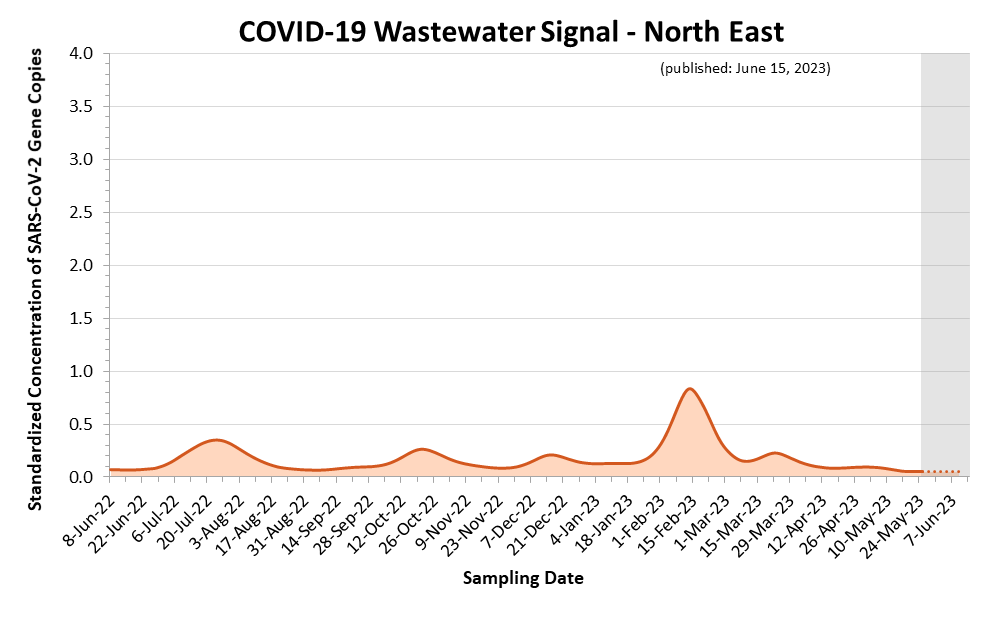 COVID-19 Wastewater Signal - North East
(published: June 15, 2023)
Standardized Concentration of SARS-CoV-2 Gene Copies
4.0
3.5
3.0
2.5
2.0
1.5
1.0
0.5
0.0
8-Jun-22
22-Jun-22
6-Jul-22
20-Jul-22
3-Aug-22
17-Aug-22
31-Aug-22
14-Sep-22
28-Sep-22
12-Oct-22
26-Oct-22
9-Nov-22
23-Nov-22
7-Dec-22
21-Dec-22
4-Jan-23
18-Jan-23
1-Feb-23
15-Feb-23
1-Mar-23
15-Mar-23
29-Mar-23
12-Apr-23
26-Apr-23
10-May-23
24-May-23
7-Jun-23
Sampling Date